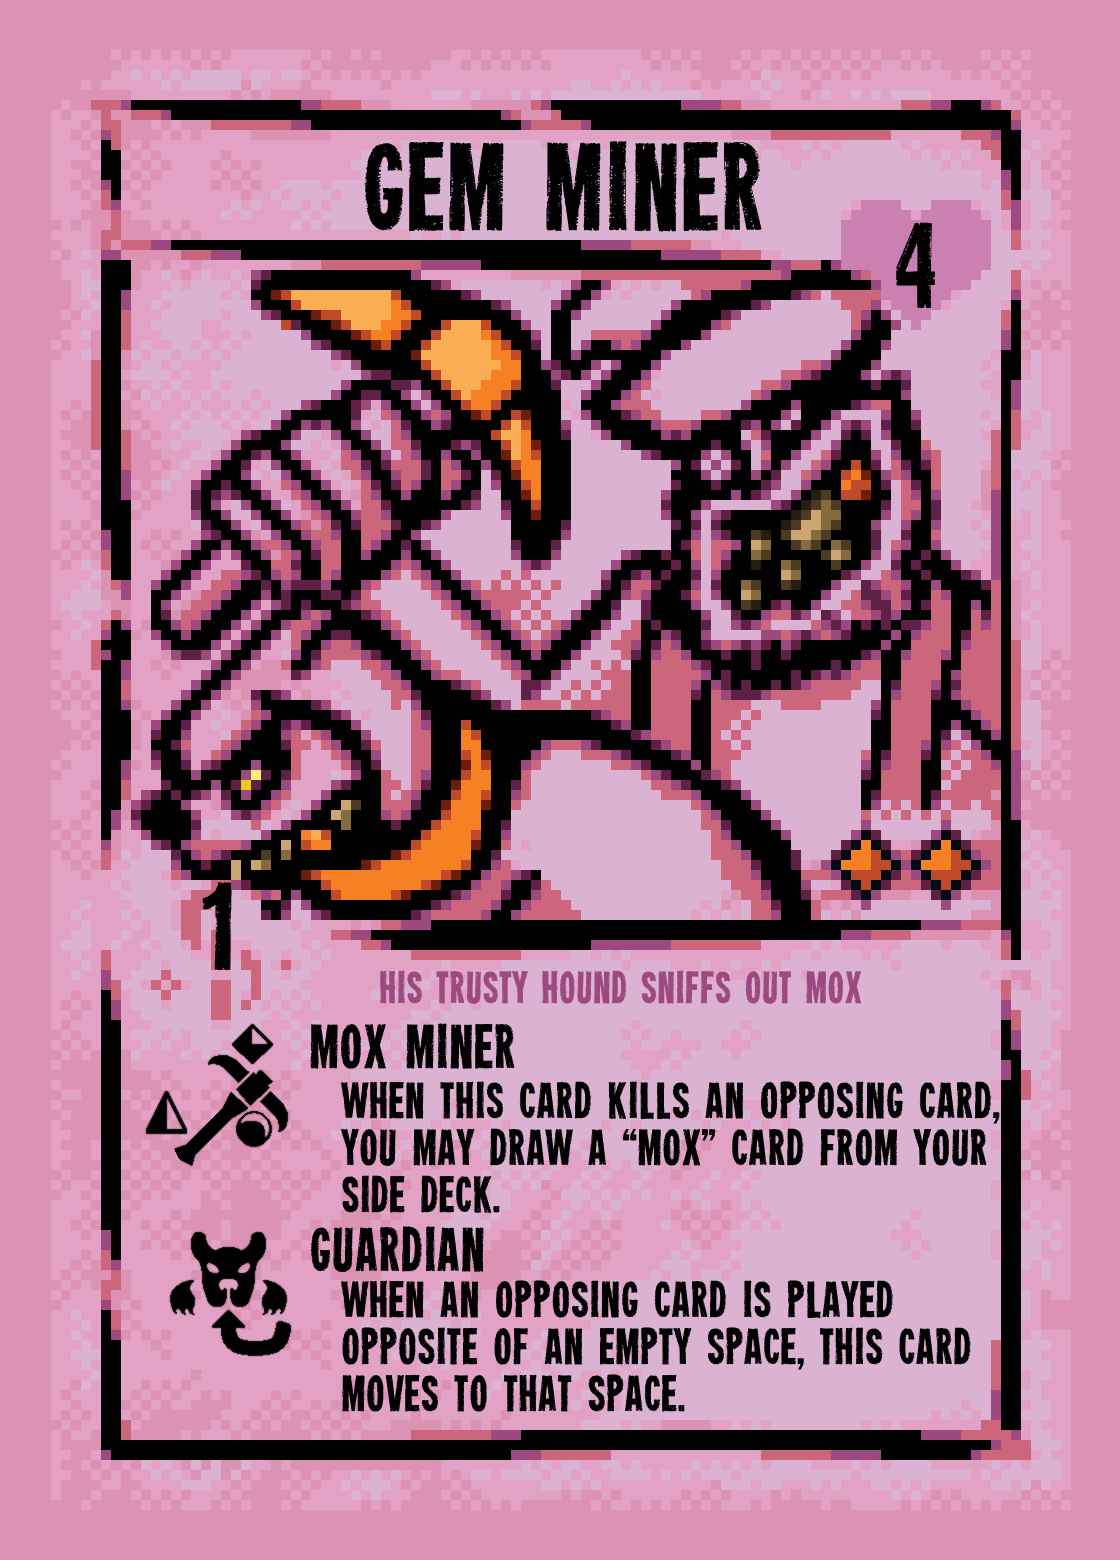 GEM MINER
4
1
HIS TRUSTY HOUND SNIFFS OUT MOX
MOX MINER
WHEN THIS CARD KILLS AN OPPOSING CARD,
YOU MAY DRAW A “MOX” CARD FROM YOUR
SIDE DECK.
GUARDIAN
WHEN AN OPPOSING CARD IS PLAYED
OPPOSITE OF AN EMPTY SPACE, THIS CARD
MOVES TO THAT SPACE.